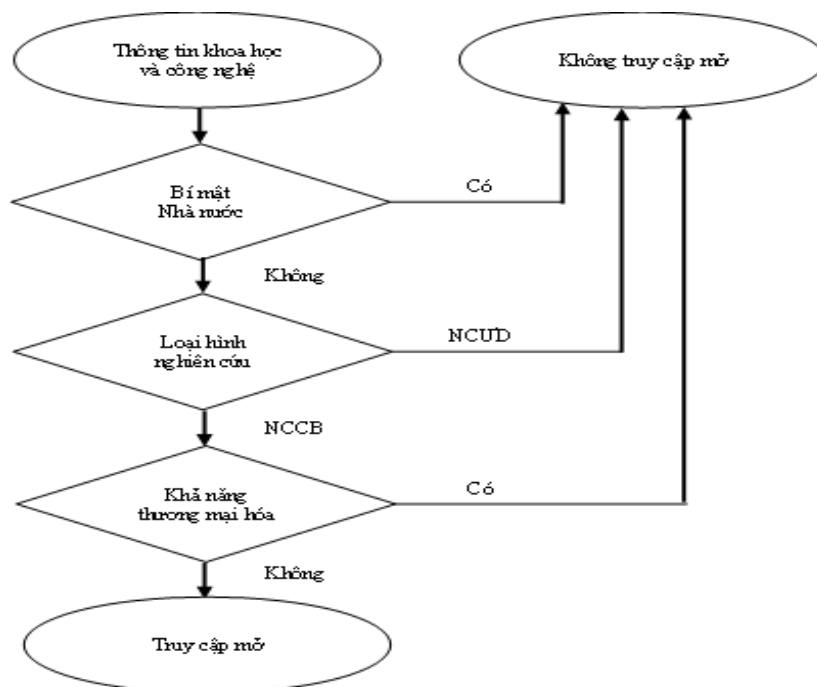 Thông tin khoa học
và công nghệ
Không truy cập mở
Bí mật
Nhà nước
Có
Không
Loại hình
nghiên cứu
NCƯD
NCCB
Khả năng
thương mại hóa
Có
Không
Truy cập mở